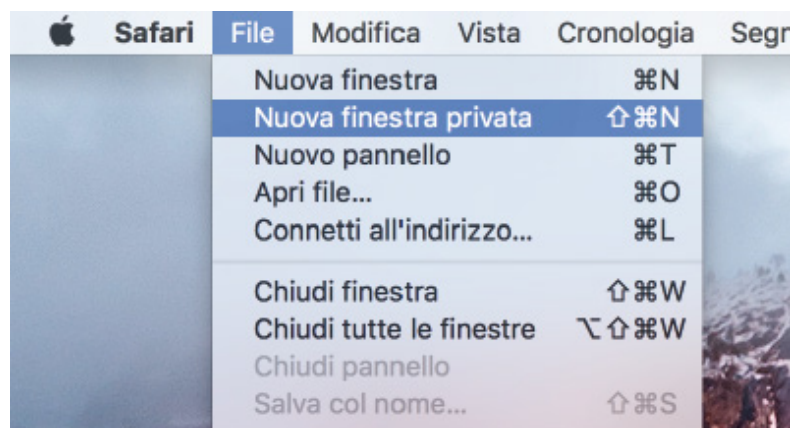 Safari File Modifica Vista Cronologia Segn
Nuova finestra ⌘N
Nuova finestra privata ⇧⌘N
Nuovo pannello ⌘T
Apri file... ⌘O
Connetti all'indirizzo... ⌘L
Chiudi finestra ⇧⌘W
Chiudi tutte le finestre ⌥⇧⌘W
Chiudi pannello
Salva col nome... ⇧⌘S